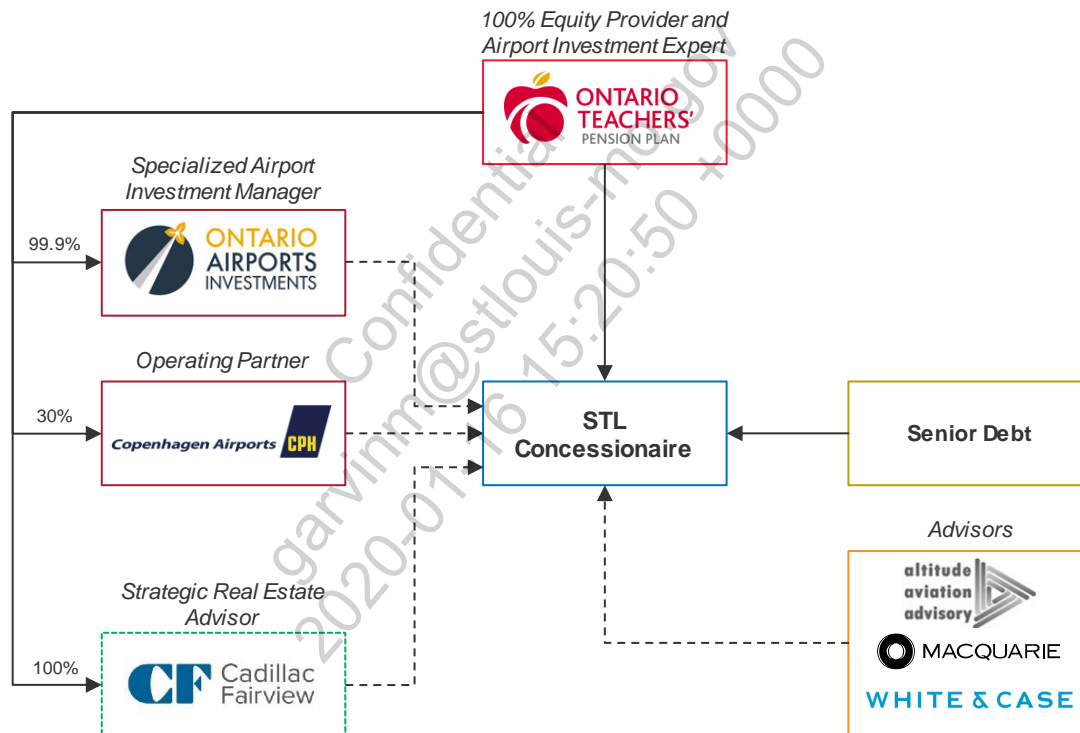 100% Equity Provider and
Airport Investment Expert
ONTARIO
TEACHERS'
PENSION PLAN
Specialized Airport
Investment Manager
99.9%
ONTARIO
AIRPORTS
INVESTMENTS
Operating Partner
30%
Copenhagen Airports
CPH
STL
Concessionaire
Senior Debt
Advisors
altitude
aviation
advisory
MACQUARIE
WHITE & CASE
Strategic Real Estate
Advisor
100%
CF Cadillac
Fairview
Confidential
garvinm@stlouis-mo.gov
2020-01-16 15:20:50 +0000